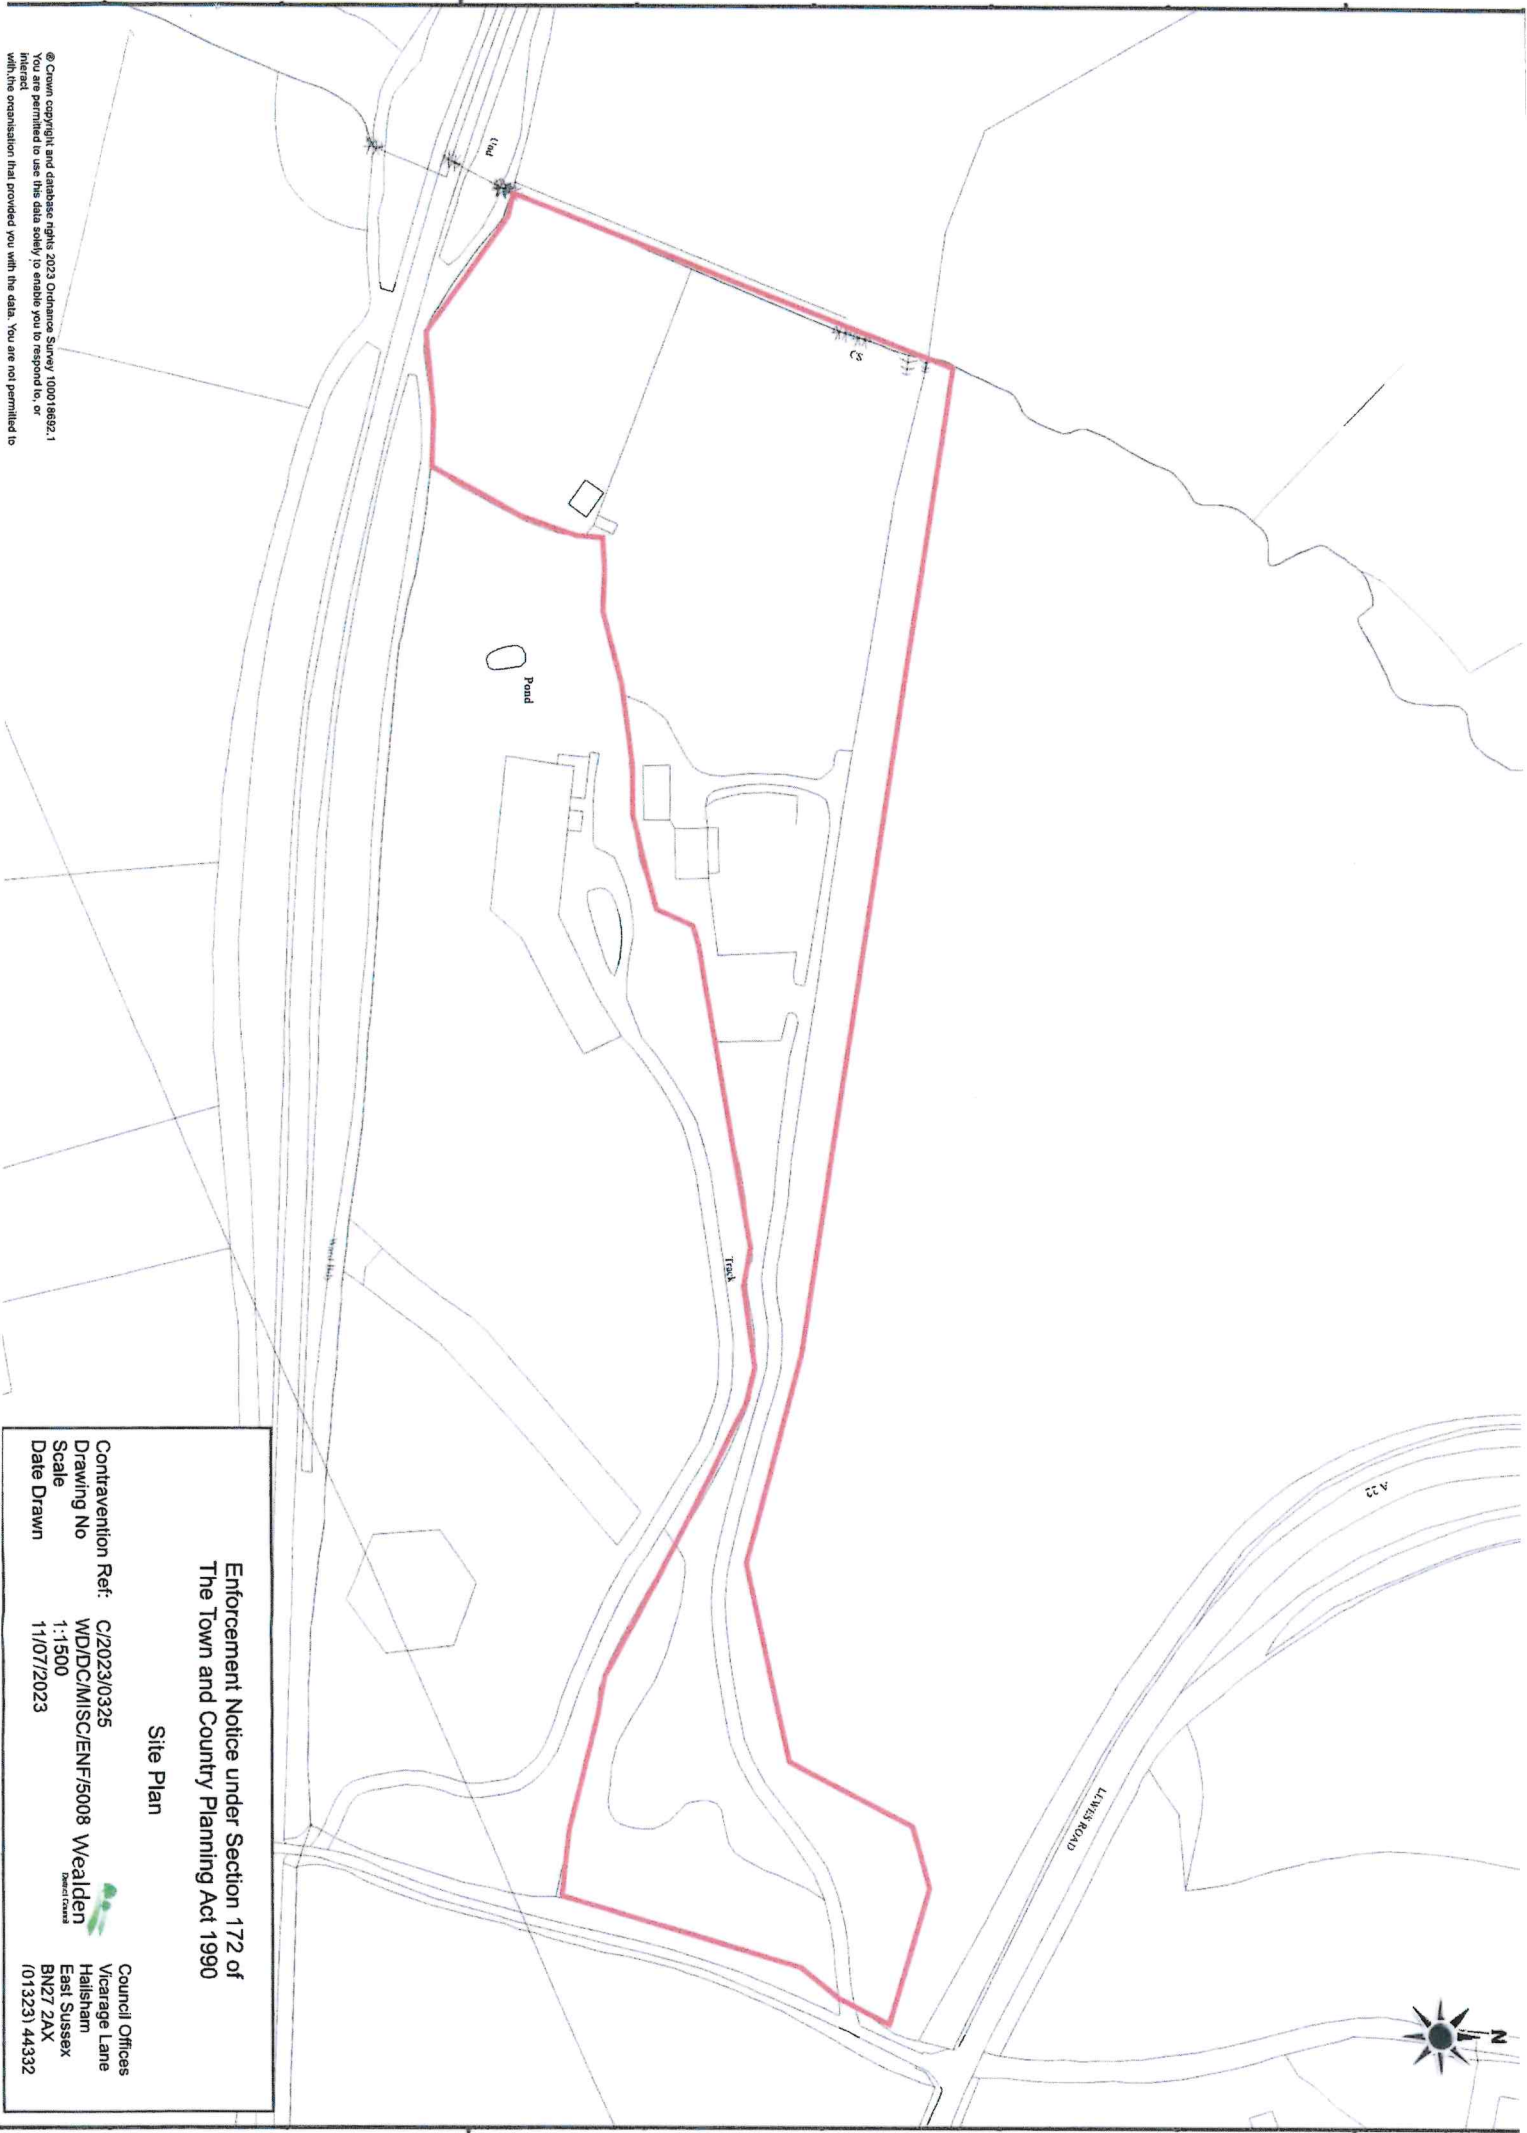 N
A 22
LEWES ROAD
CS
Und
Pond
Track
Enforcement Notice under Section 172 of
The Town and Country Planning Act 1990
Site Plan
Contravention Ref: C/2023/0325
Drawing No WD/DC/MISC/ENF/5008
Scale 1:1500
Date Drawn 11/07/2023
Wealden
District Council
Council Offices
Vicarage Lane
Hailsham
East Sussex
BN27 2AX
(01323) 44332
© Crown copyright and database rights 2023 Ordnance Survey 100018692.1
You are permitted to use this data solely to enable you to respond to, or
interact
with,the organisation that provided you with the data. You are not permitted to